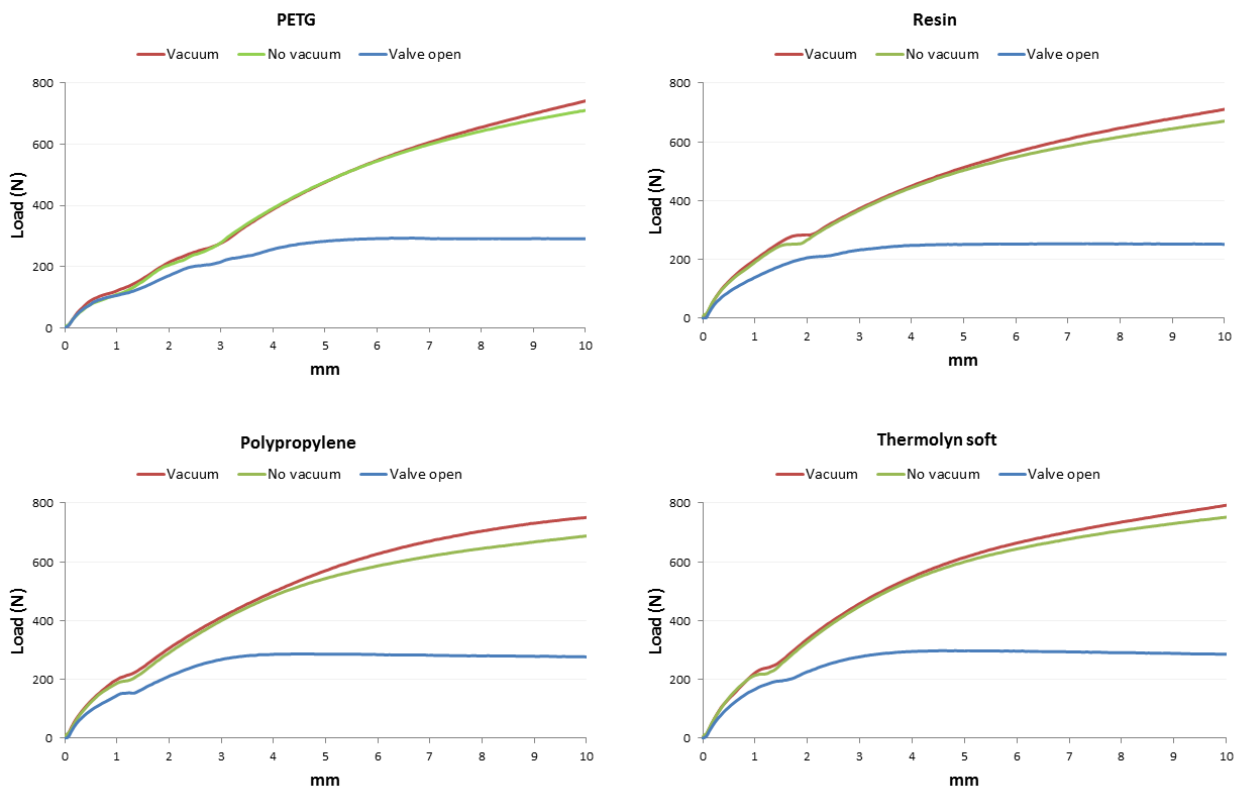 PETG
Vacuum No vacuum Valve open
800
600
400
200
0
Load (N)
0 1 2 3 4 5 6 7 8 9 10
mm
Resin
Vacuum No vacuum Valve open
800
600
400
200
0
Load (N)
0 1 2 3 4 5 6 7 8 9 10
mm
Polypropylene
Vacuum No vacuum Valve open
800
600
400
200
0
Load (N)
0 1 2 3 4 5 6 7 8 9 10
mm
Thermolyn soft
Vacuum No vacuum Valve open
800
600
400
200
0
Load (N)
0 1 2 3 4 5 6 7 8 9 10
mm